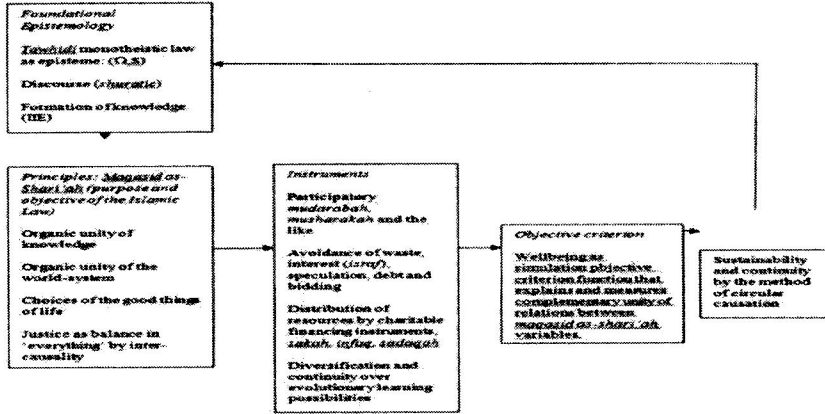 Foundational
Epistemology
Tawhidi monotheistic law
as episteme: (Ω,S)
Discourse (shuratic)
Formation of knowledge
(IIE)
Principles: Maqasid as-
Shari'ah (purpose and
objective of the Islamic
Law)
Organic unity of
knowledge
Organic unity of the
world-system
Choices of the good things
of life
Justice as balance in
'everything' by inter-
causality
Instruments
Participatory
mudarabah,
musharakah and the
like
Avoidance of waste,
interest (israf),
speculation, debt and
bidding
Distribution of
resources by charitable
financing instruments,
zakah, infaq, sadaqah
Diversification and
continuity over
evolutionary learning
possibilities
Objective criterion
Wellbeing as
simulation pbjective
criterion function that
explains and measures
complementary unity of
relations between
maqasid as-shari'ah
variables.
Sustainability
and continuity
by the method
of circular
causation